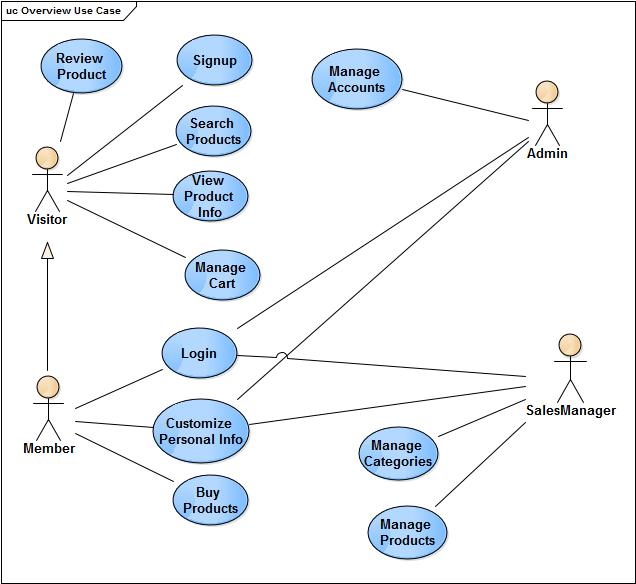 uc Overview Use Case
Review
Product
Signup
Manage
Accounts
Admin
Search
Products
Visitor
View
Product
Info
Manage
Cart
Login
SalesManager
Member
Customize
Personal Info
Manage
Categories
Buy
Products
Manage
Products